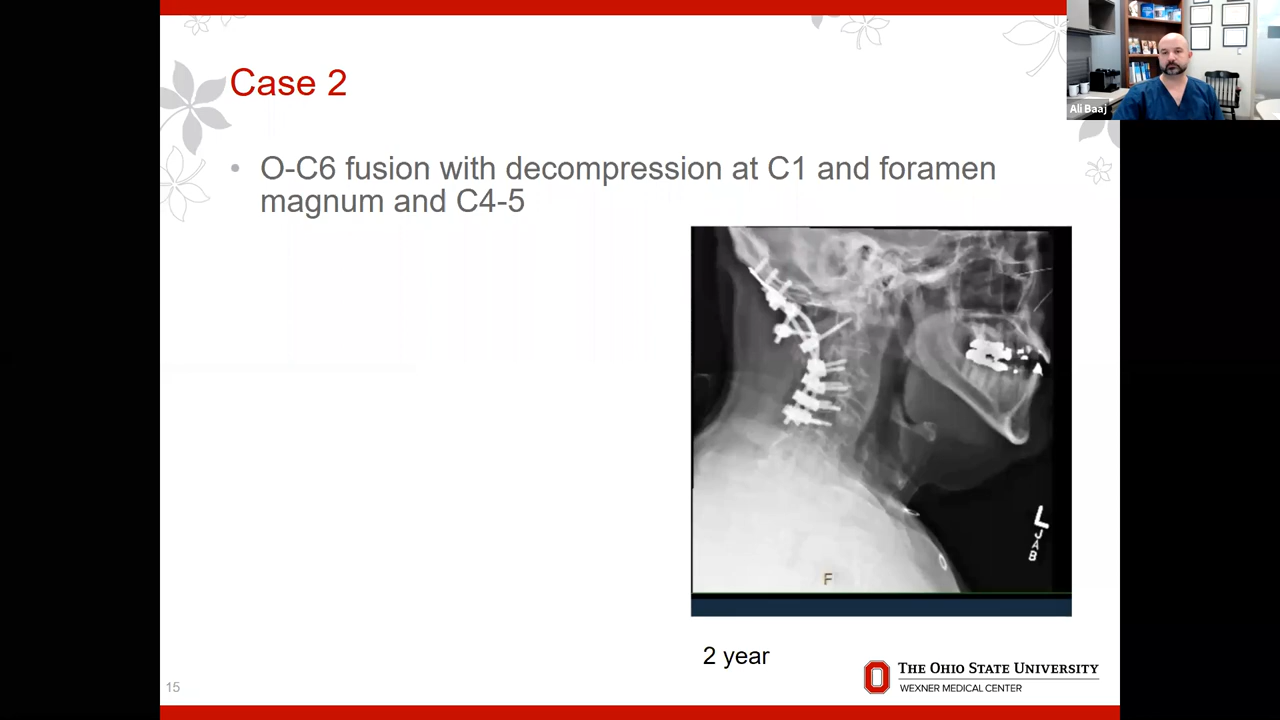 Case 2
Ali Baaj
• O-C6 fusion with decompression at C1 and foramen
magnum and C4-5
L
JAB
F
2 year
THE OHIO STATE UNIVERSITY
WEXNER MEDICAL CENTER
15